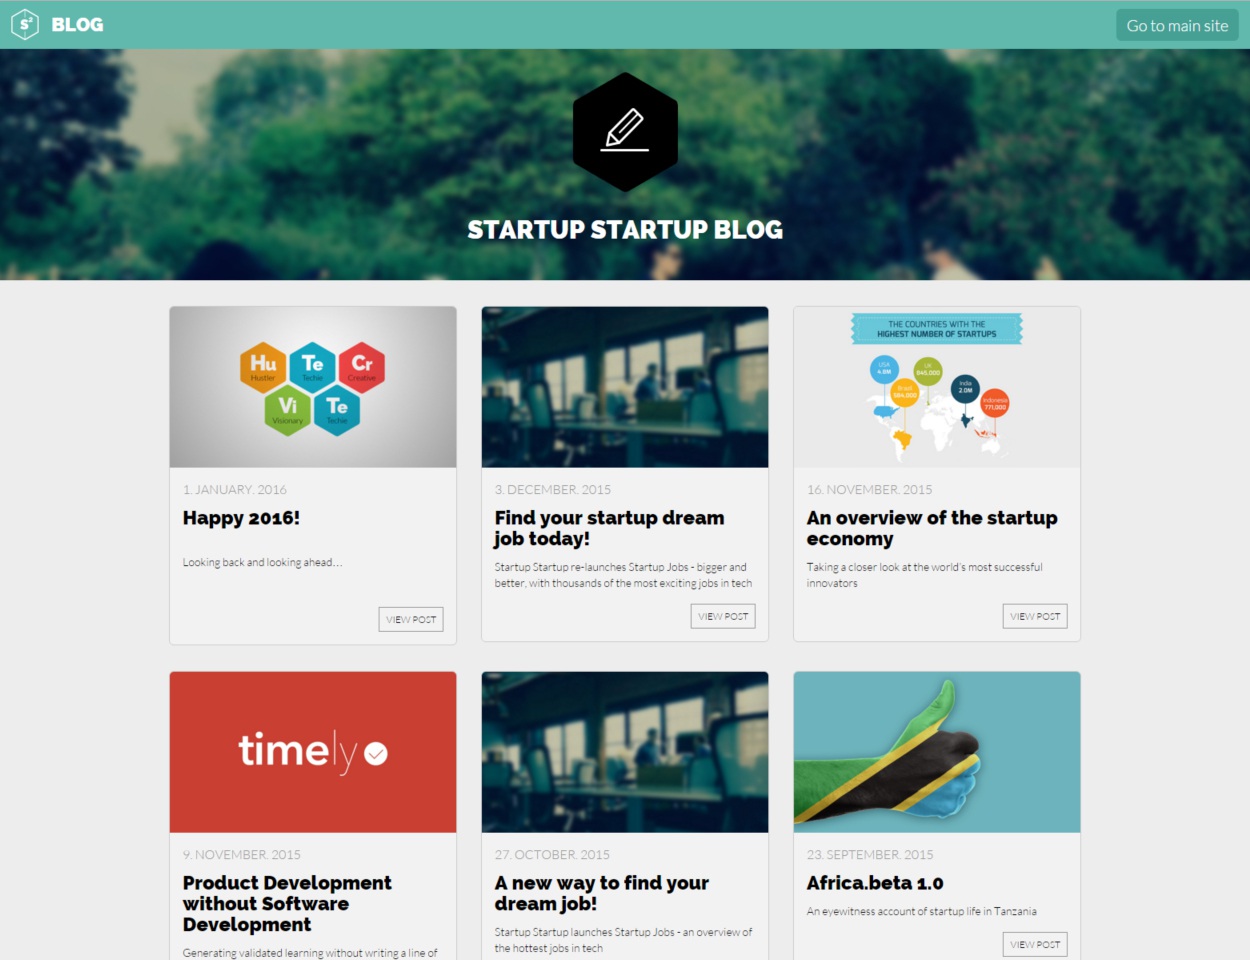 S²
BLOG
Go to main site
STARTUP STARTUP BLOG
Hu
Hustler
Te
Techie
Cr
Creative
Vi
Visionary
Te
Techie
THE COUNTRIES WITH THE
HIGHEST NUMBER OF STARTUPS
USA
4.8M
UK
845.000
Brazil
584.000
India
2.0M
Indonesia
771.000
1. JANUARY, 2016
Happy 2016!
Looking back and looking ahead...
VIEW POST
3. DECEMBER, 2015
Find your startup dream
job today!
Startup Startup re-launches Startup Jobs - bigger and
better, with thousands of the most exciting jobs in tech
VIEW POST
16. NOVEMBER, 2015
An overview of the startup
economy
Taking a closer look at the world's most successful
innovators
VIEW POST
timely
9. NOVEMBER, 2015
Product Development
without Software
Development
Generating validated learning without writing a line of
27. OCTOBER, 2015
A new way to find your
dream job!
Startup Startup launches Startup Jobs - an overview of
the hottest jobs in tech
23. SEPTEMBER, 2015
Africa.beta 1.0
An eyewitness account of startup life in Tanzania
VIEW POST